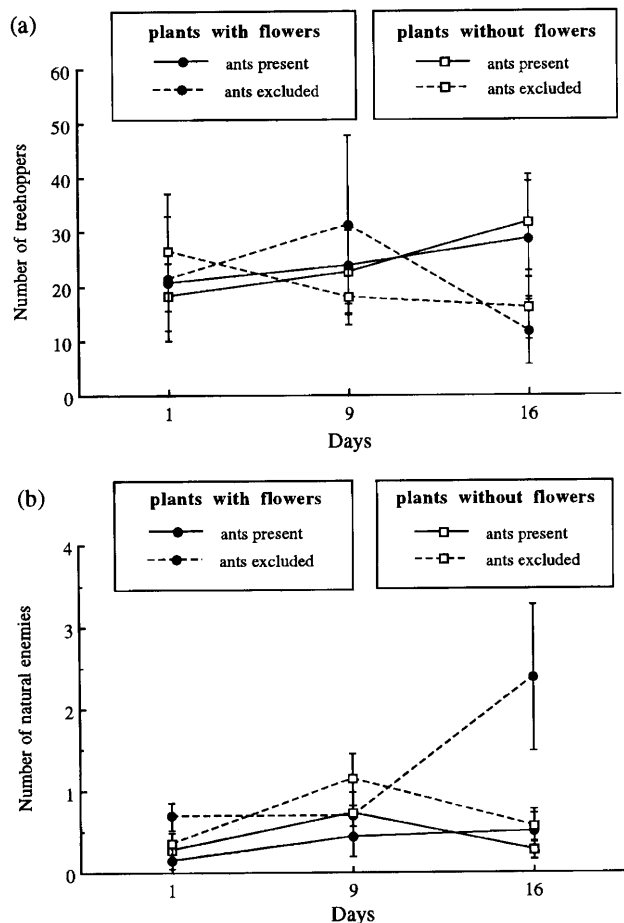 (a)
plants with flowers
ants present
ants excluded
plants without flowers
ants present
ants excluded
Number of treehoppers
60
50
40
30
20
10
0
1 9 16
Days
(b)
plants with flowers
ants present
ants excluded
plants without flowers
ants present
ants excluded
Number of natural enemies
4
3
2
1
0
1 9 16
Days